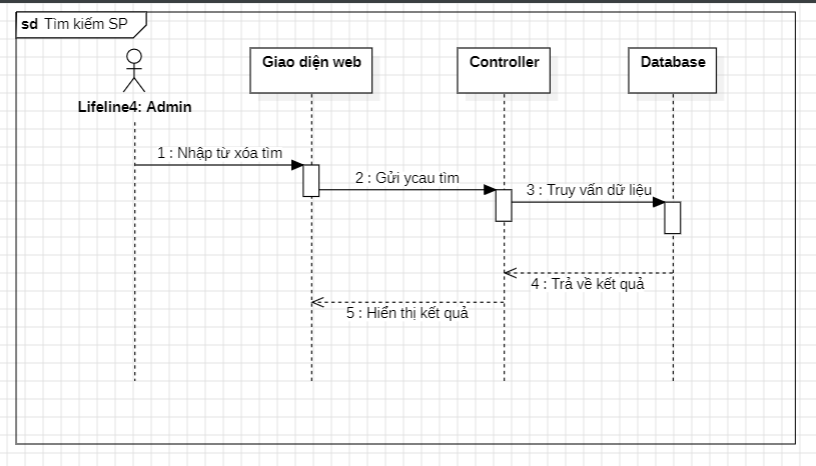 sd Tìm kiếm SP
Giao diện web
Controller
Database
Lifeline4: Admin
1 : Nhập từ xóa tìm
2 : Gửi ycau tìm
3 : Truy vấn dữ liệu
4 : Trả về kết quả
5 : Hiển thị kết quả